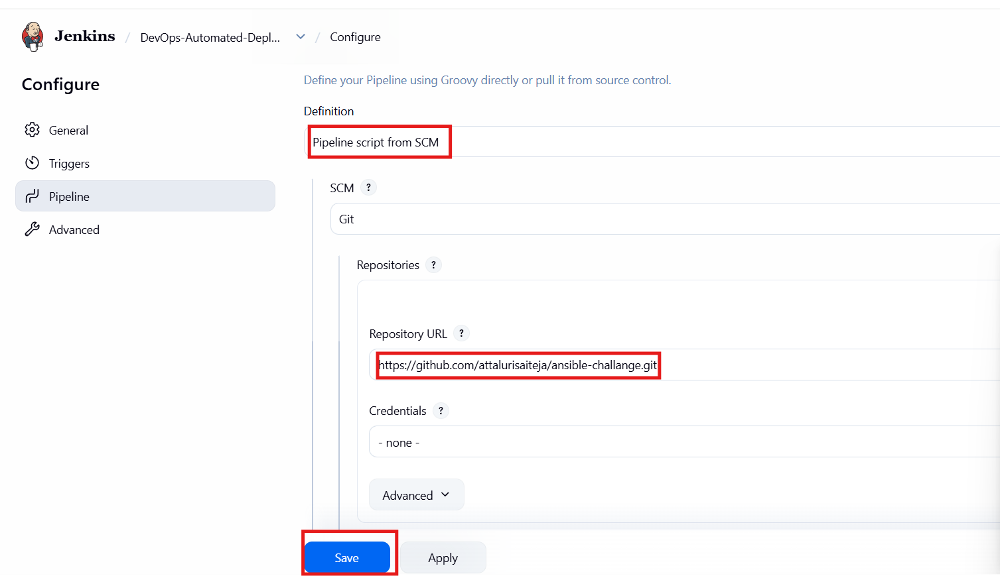 Jenkins / DevOps-Automated-Depl... / Configure
Configure
General
Triggers
Pipeline
Advanced
Define your Pipeline using Groovy directly or pull it from source control.
Definition
Pipeline script from SCM
SCM ?
Git
Repositories ?
Repository URL ?
https://github.com/attalurisaiteja/ansible-challange.git
Credentials ?
- none -
Advanced
Save
Apply